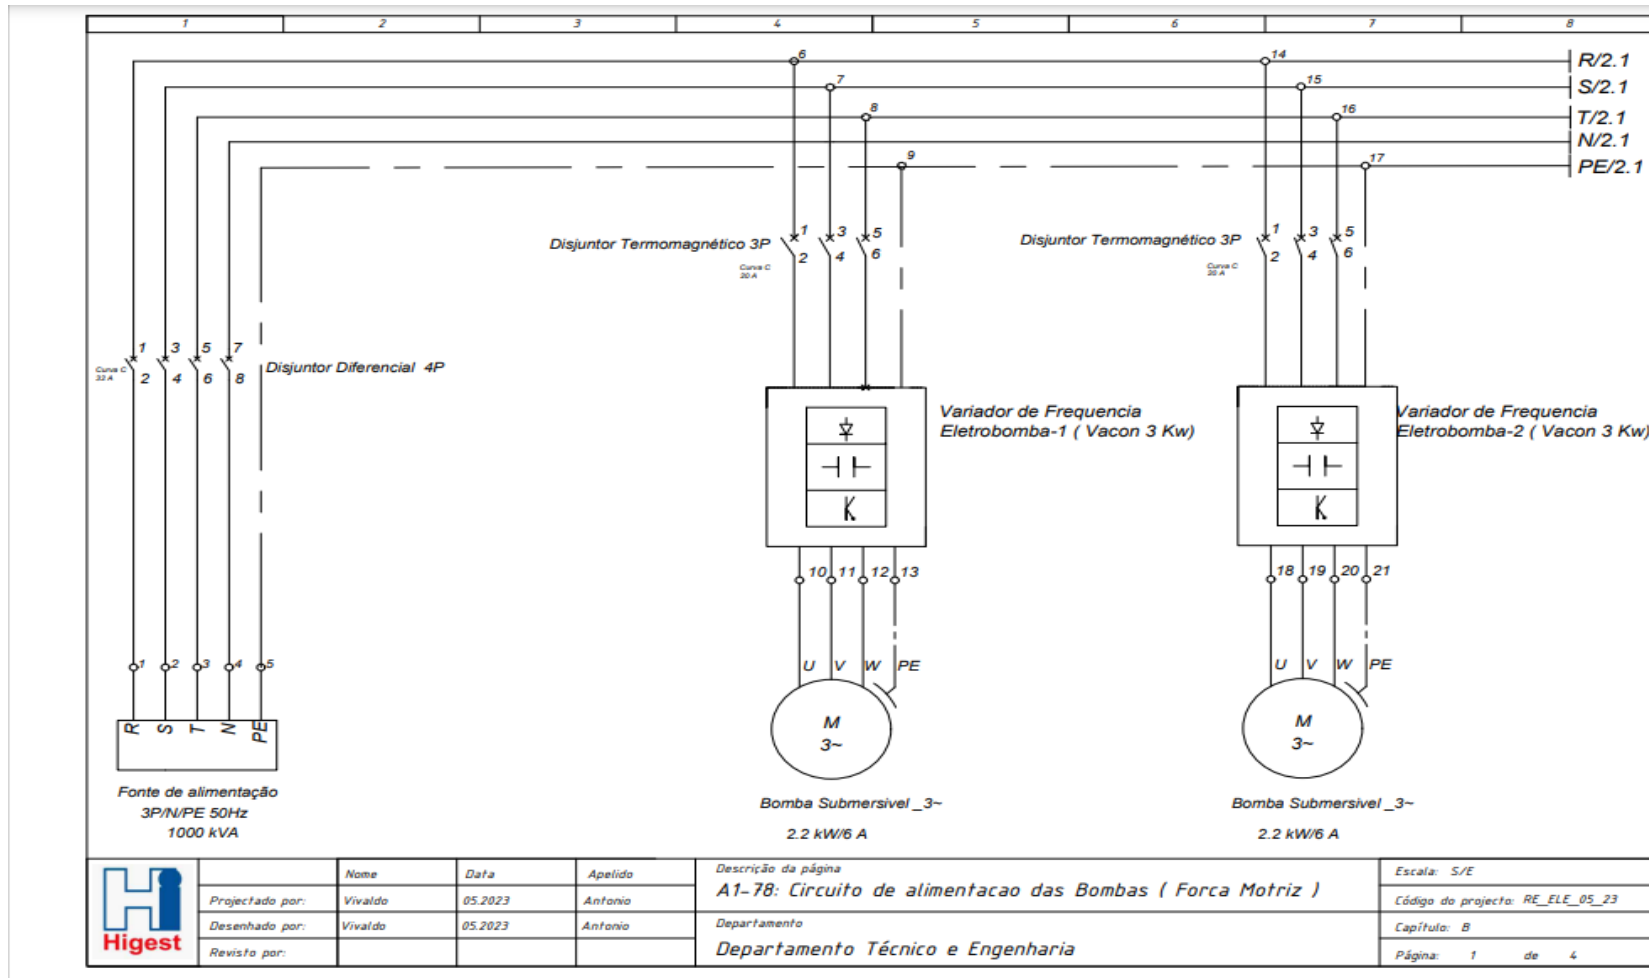 1 2 3 4 5 6 7 8
6 14 R/2.1
7 15 S/2.1
8 16 T/2.1
N/2.1
9 17 PE/2.1
Disjuntor Termomagnético 3P
1 3 5
2 4 6
Curva C
20 A
Disjuntor Termomagnético 3P
1 3 5
2 4 6
Curva C
20 A
Curva C
32 A
1 3 5 7
2 4 6 8
Disjuntor Diferencial 4P
Variador de Frequencia
Eletrobomba-1 ( Vacon 3 Kw)
Variador de Frequencia
Eletrobomba-2 ( Vacon 3 Kw)
10 11 12 13
18 19 20 21
1 2 3 4 5
U V W PE
U V W PE
R S T N PE
M
3~
M
3~
Fonte de alimentação
3P/N/PE 50Hz
1000 kVA
Bomba Submersivel _3~
2.2 kW/6 A
Bomba Submersivel _3~
2.2 kW/6 A
Higest
Nome Data Apelido
Projectado por: Vivaldo 05.2023 Antonio
Desenhado por: Vivaldo 05.2023 Antonio
Revisto por:
Descrição da página
A1-78: Circuito de alimentacao das Bombas ( Forca Motriz )
Departamento
Departamento Técnico e Engenharia
Escala: S/E
Código do projecto: RE_ELE_05_23
Capítulo: B
Página: 1 de 4